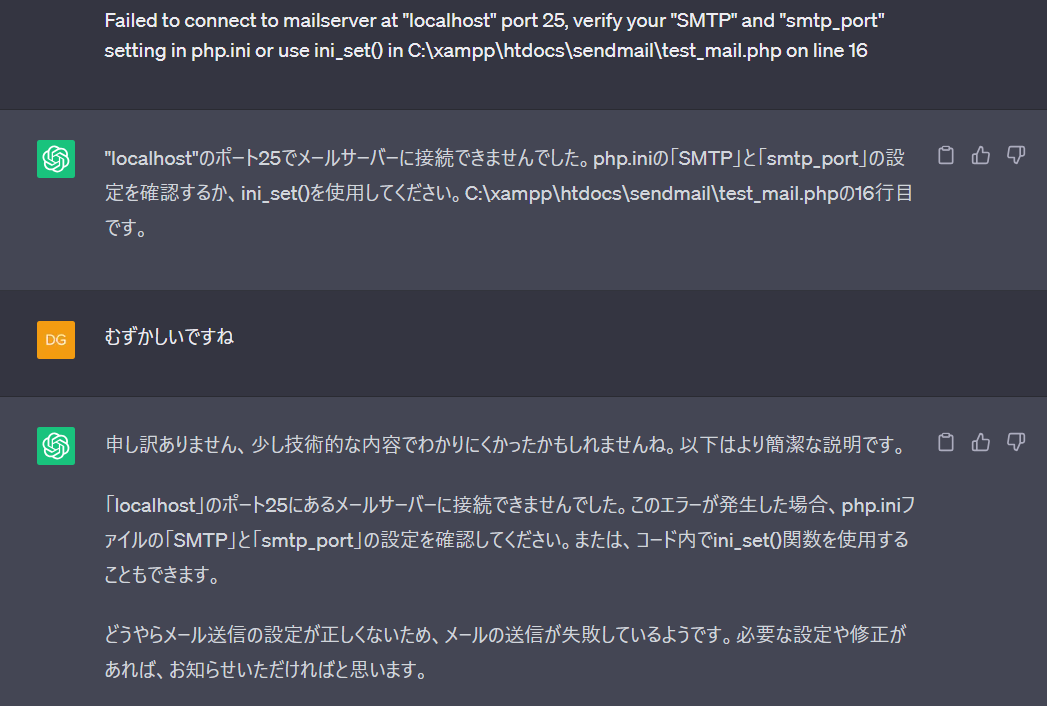 Failed to connect to mailserver at "localhost" port 25, verify your "SMTP" and "smtp_port"
setting in php.ini or use ini_set() in C:\xampp\htdocs\sendmail\test_mail.php on line 16
"localhost"のポート25でメールサーバーに接続できませんでした。php.iniの「SMTP」と「smtp_port」の設
定を確認するか、ini_set()を使用してください。C:\xampp\htdocs\sendmail\test_mail.phpの16行目
です。
DG
むずかしいですね
申し訳ありません、少し技術的な内容でわかりにくかったかもしれませんね。以下はより簡潔な説明です。
「localhost」のポート25にあるメールサーバーに接続できませんでした。このエラーが発生した場合、php.iniフ
ァイルの「SMTP」と「smtp_port」の設定を確認してください。または、コード内でini_set()関数を使用する
こともできます。
どうやらメール送信の設定が正しくないため、メールの送信が失敗しているようです。必要な設定や修正が
あれば、お知らせいただければと思います。